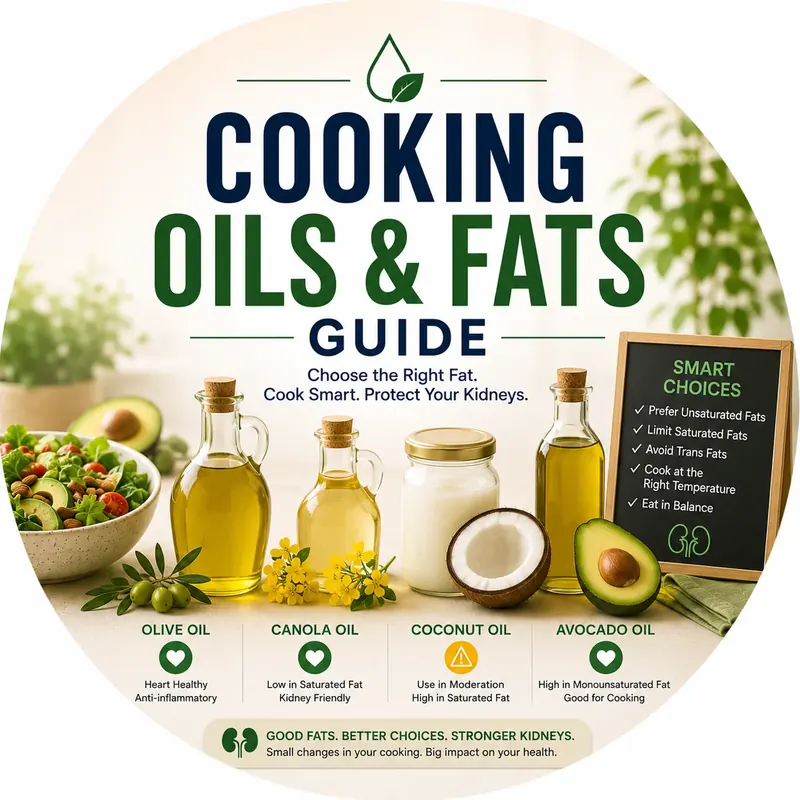 COOKING
OILS & FATS
GUIDE
Choose the Right Fat.
Cook Smart. Protect Your Kidneys.
SMART
CHOICES
✓ Prefer Unsaturated Fats
✓ Limit Saturated Fats
✓ Avoid Trans Fats
✓ Cook at the
Right Temperature
✓ Eat in Balance
OLIVE OIL
Heart Healthy
Anti-inflammatory
CANOLA OIL
Low in Saturated Fat
Kidney Friendly
COCONUT OIL
Use in Moderation
High in Saturated Fat
AVOCADO OIL
High in Monounsaturated Fat
Good for Cooking
GOOD FATS. BETTER CHOICES. STRONGER KIDNEYS.
Small changes in your cooking. Big impact on your health.